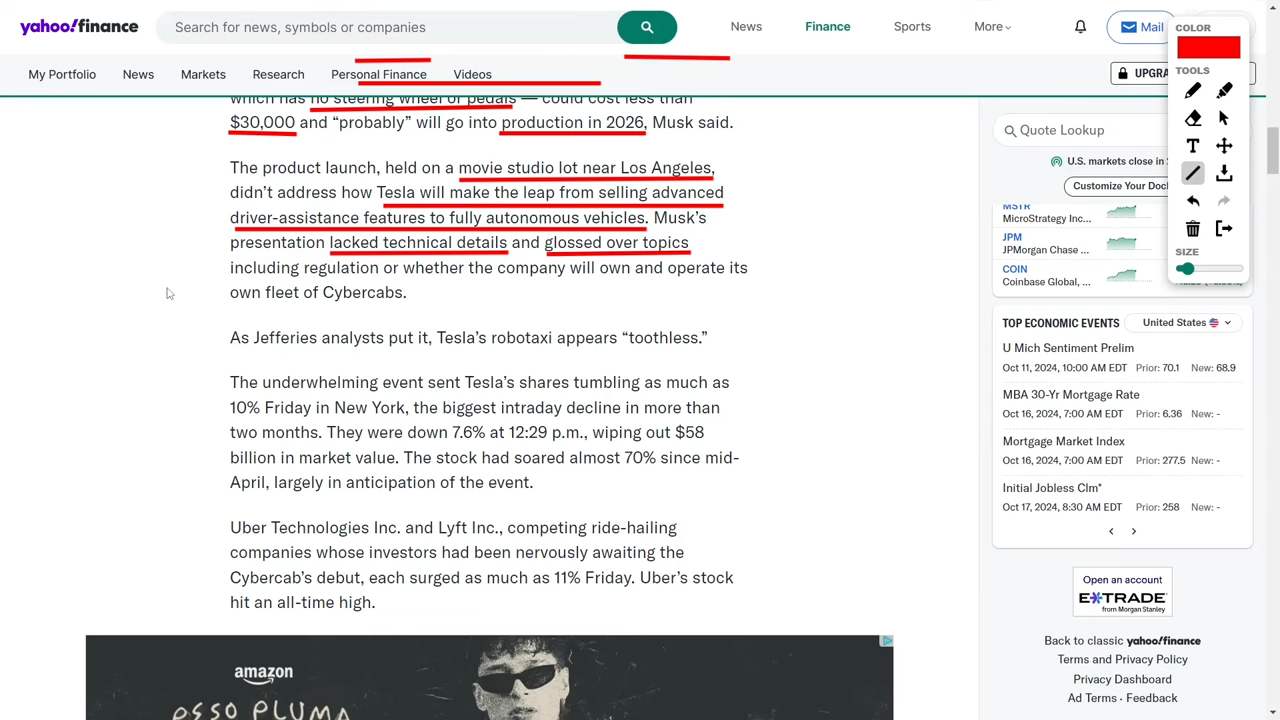 yahoo!finance
Search for news, symbols or companies
News
Finance
Sports
More
Mail
My Portfolio
News
Markets
Research
Personal Finance
Videos
UPGRA
COLOR
TOOLS
T
SIZE
which has no steering wheel or pedals — could cost less than
$30,000 and “probably” will go into production in 2026, Musk said.
The product launch, held on a movie studio lot near Los Angeles,
didn’t address how Tesla will make the leap from selling advanced
driver-assistance features to fully autonomous vehicles. Musk’s
presentation lacked technical details and glossed over topics
including regulation or whether the company will own and operate its
own fleet of Cybercabs.
As Jefferies analysts put it, Tesla’s robotaxi appears “toothless.”
The underwhelming event sent Tesla’s shares tumbling as much as
10% Friday in New York, the biggest intraday decline in more than
two months. They were down 7.6% at 12:29 p.m., wiping out $58
billion in market value. The stock had soared almost 70% since mid-
April, largely in anticipation of the event.
Uber Technologies Inc. and Lyft Inc., competing ride-hailing
companies whose investors had been nervously awaiting the
Cybercab’s debut, each surged as much as 11% Friday. Uber’s stock
hit an all-time high.
amazon
PESO PLUMA
Quote Lookup
U.S. markets close in
Customize Your Doc
MSTR
MicroStrategy Inc...
JPM
JPMorgan Chase ...
COIN
Coinbase Global, ...
TOP ECONOMIC EVENTS
United States
U Mich Sentiment Prelim
Oct 11, 2024, 10:00 AM EDT Prior: 70.1 New: 68.9
MBA 30-Yr Mortgage Rate
Oct 16, 2024, 7:00 AM EDT Prior: 6.36 New: -
Mortgage Market Index
Oct 16, 2024, 7:00 AM EDT Prior: 277.5 New: -
Initial Jobless Clm*
Oct 17, 2024, 8:30 AM EDT Prior: 258 New: -
Open an account
E*TRADE
from Morgan Stanley
Back to classic yahoo!finance
Terms and Privacy Policy
Privacy Dashboard
Ad Terms • Feedback